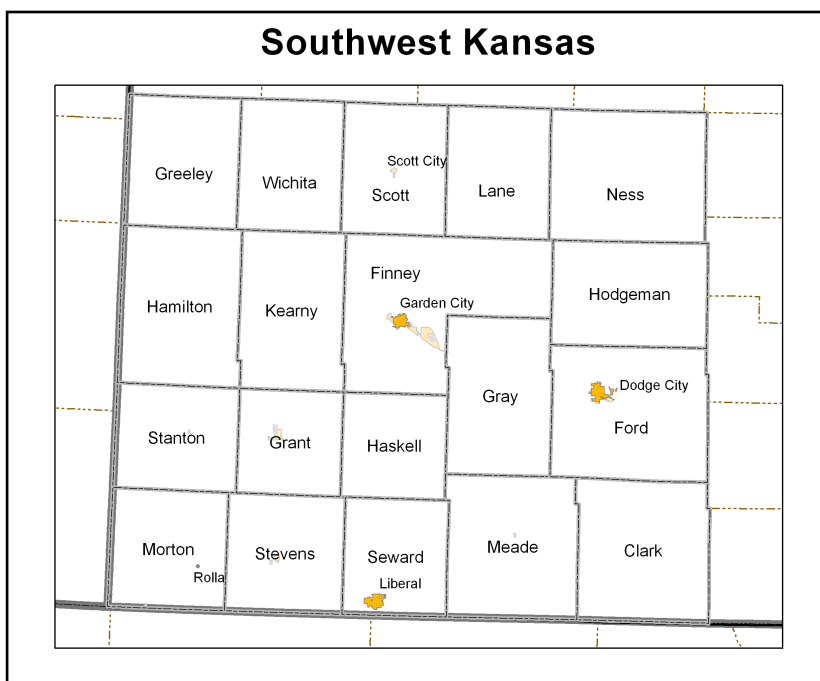 Southwest Kansas
Greeley
Wichita
Scott City
Scott
Lane
Ness
Hamilton
Kearny
Finney
Garden City
Hodgeman
Stanton
Grant
Haskell
Gray
Dodge City
Ford
Morton
Rolla
Stevens
Seward
Liberal
Meade
Clark